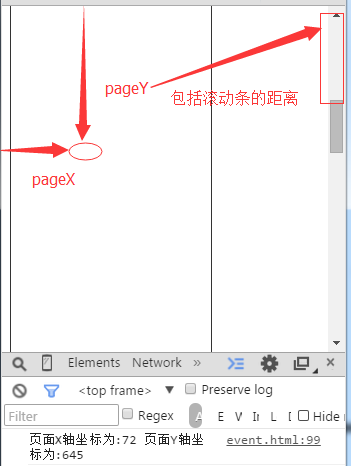 pageY
包括滚动条的距离
pageX
Elements Network »
<top frame> ▼ Preserve log
Filter Regex A E W Ir L D Hide r
页面X轴坐标为:72 页面Y轴坐 event.html:99
标为:645